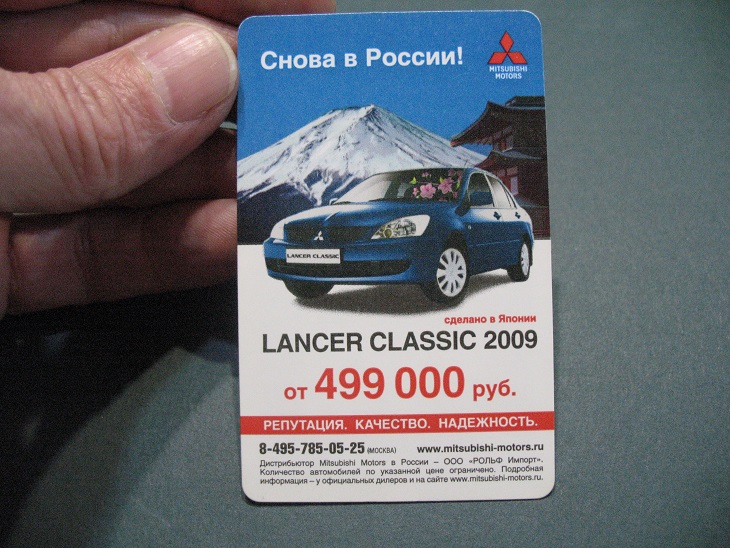 Снова в России!
MITSUBISHI
MOTORS
LANCER CLASSIC
сделано в Японии
LANCER CLASSIC 2009
от 499 000 руб.
РЕПУТАЦИЯ. КАЧЕСТВО. НАДЕЖНОСТЬ.
8-495-785-05-25 (МОСКВА) www.mitsubishi-motors.ru
Дистрибьютор Mitsubishi Motors в России – ООО «РОЛЬФ Импорт».
Количество автомобилей по указанной цене ограничено. Подробная
информация – у официальных дилеров и на сайте www.mitsubishi-motors.ru.